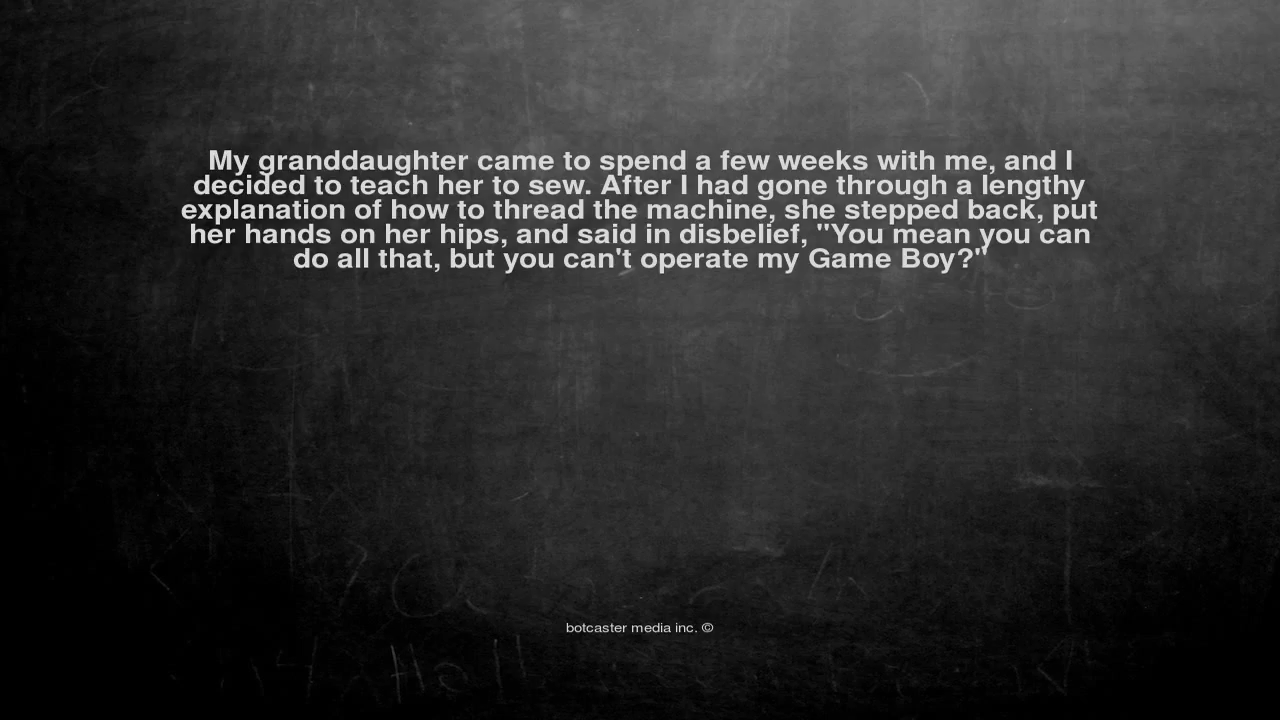 My granddaughter came to spend a few weeks with me, and I
decided to teach her to sew. After I had gone through a lengthy
explanation of how to thread the machine, she stepped back, put
her hands on her hips, and said in disbelief, "You mean you can
do all that, but you can't operate my Game Boy?"
botcaster media inc. ©